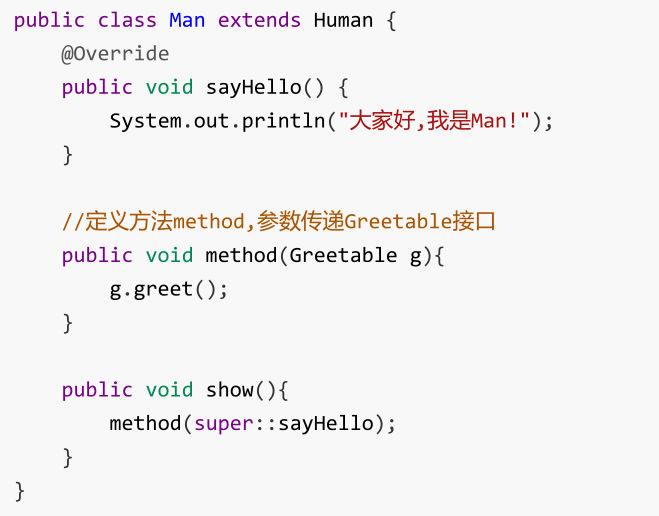 public class Man extends Human {
    @Override
    public void sayHello() {
        System.out.println("大家好,我是Man!");
    }

    //定义方法method,参数传递Greetable接口
    public void method(Greetable g){
        g.greet();
    }

    public void show(){
        method(super::sayHello);
    }
}